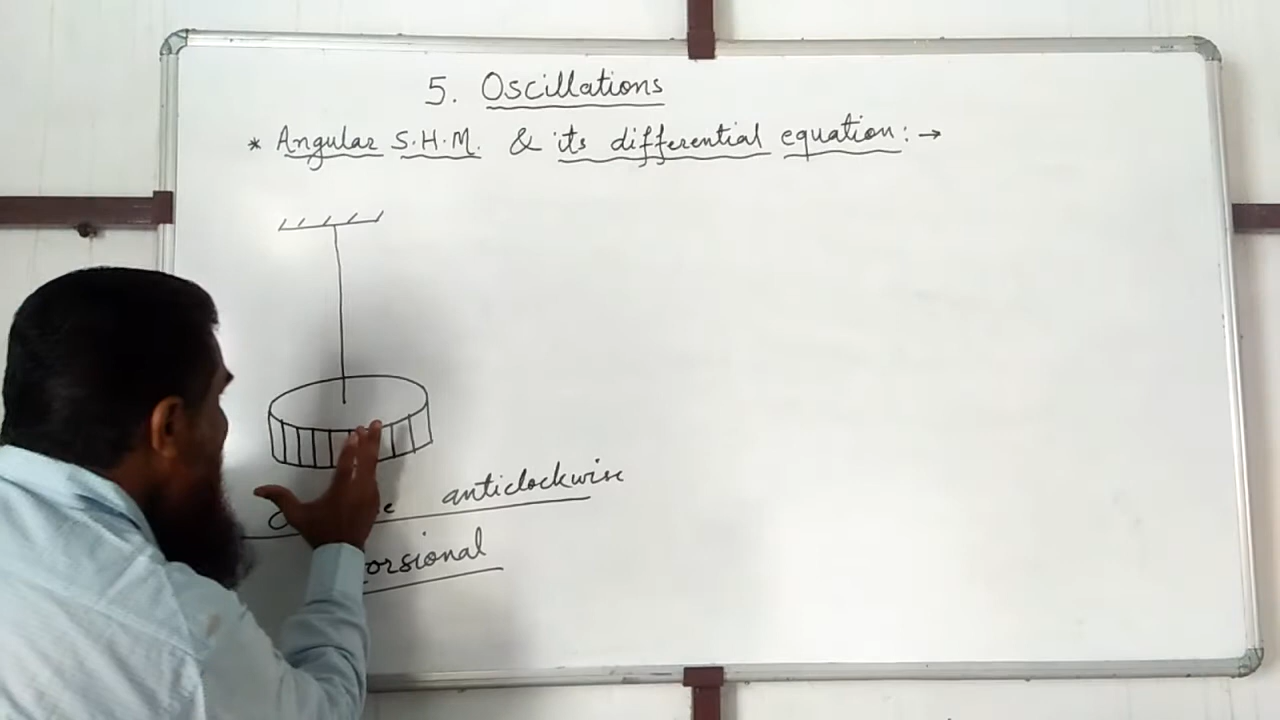 5. Oscillations
* Angular S.H.M. & its differential equation: →
anticlockwise
orsional